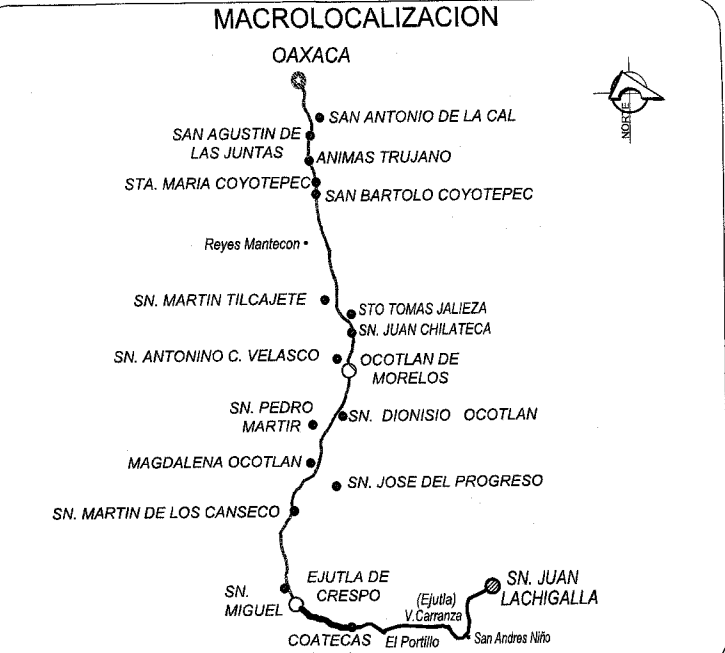 MACROLOCALIZACION
OAXACA
NORTE
SAN ANTONIO DE LA CAL
SAN AGUSTIN DE
LAS JUNTAS
ANIMAS TRUJANO
STA. MARIA COYOTEPEC
SAN BARTOLO COYOTEPEC
Reyes Mantecon
SN. MARTIN TILCAJETE
STO TOMAS JALIEZA
SN. JUAN CHILATECA
SN. ANTONINO C. VELASCO
OCOTLAN DE
MORELOS
SN. PEDRO
MARTIR
SN. DIONISIO OCOTLAN
MAGDALENA OCOTLAN
SN. JOSE DEL PROGRESO
SN. MARTIN DE LOS CANSECO
SN.
MIGUEL
EJUTLA DE
CRESPO
SN. JUAN
LACHIGALLA
(Ejutla)
V.Carranza
COATECAS
El Portillo
San Andres Niño